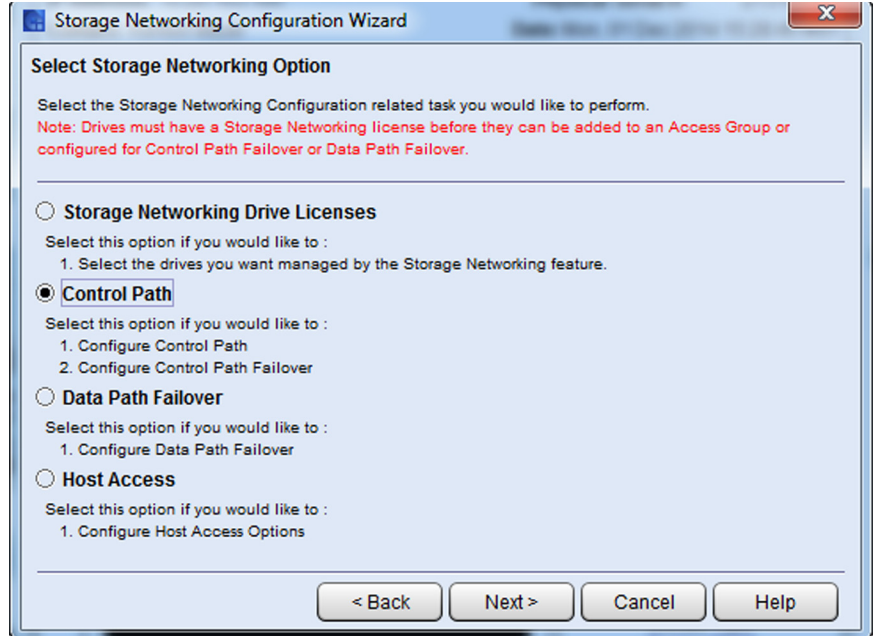 Storage Networking Configuration Wizard
Select Storage Networking Option
Select the Storage Networking Configuration related task you would like to perform.
Note: Drives must have a Storage Networking license before they can be added to an Access Group or
configured for Control Path Failover or Data Path Failover.
Storage Networking Drive Licenses
Select this option if you would like to :
1. Select the drives you want managed by the Storage Networking feature.
Control Path
Select this option if you would like to :
1. Configure Control Path
2. Configure Control Path Failover
Data Path Failover
Select this option if you would like to :
1. Configure Data Path Failover
Host Access
Select this option if you would like to :
1. Configure Host Access Options
< Back Next > Cancel Help